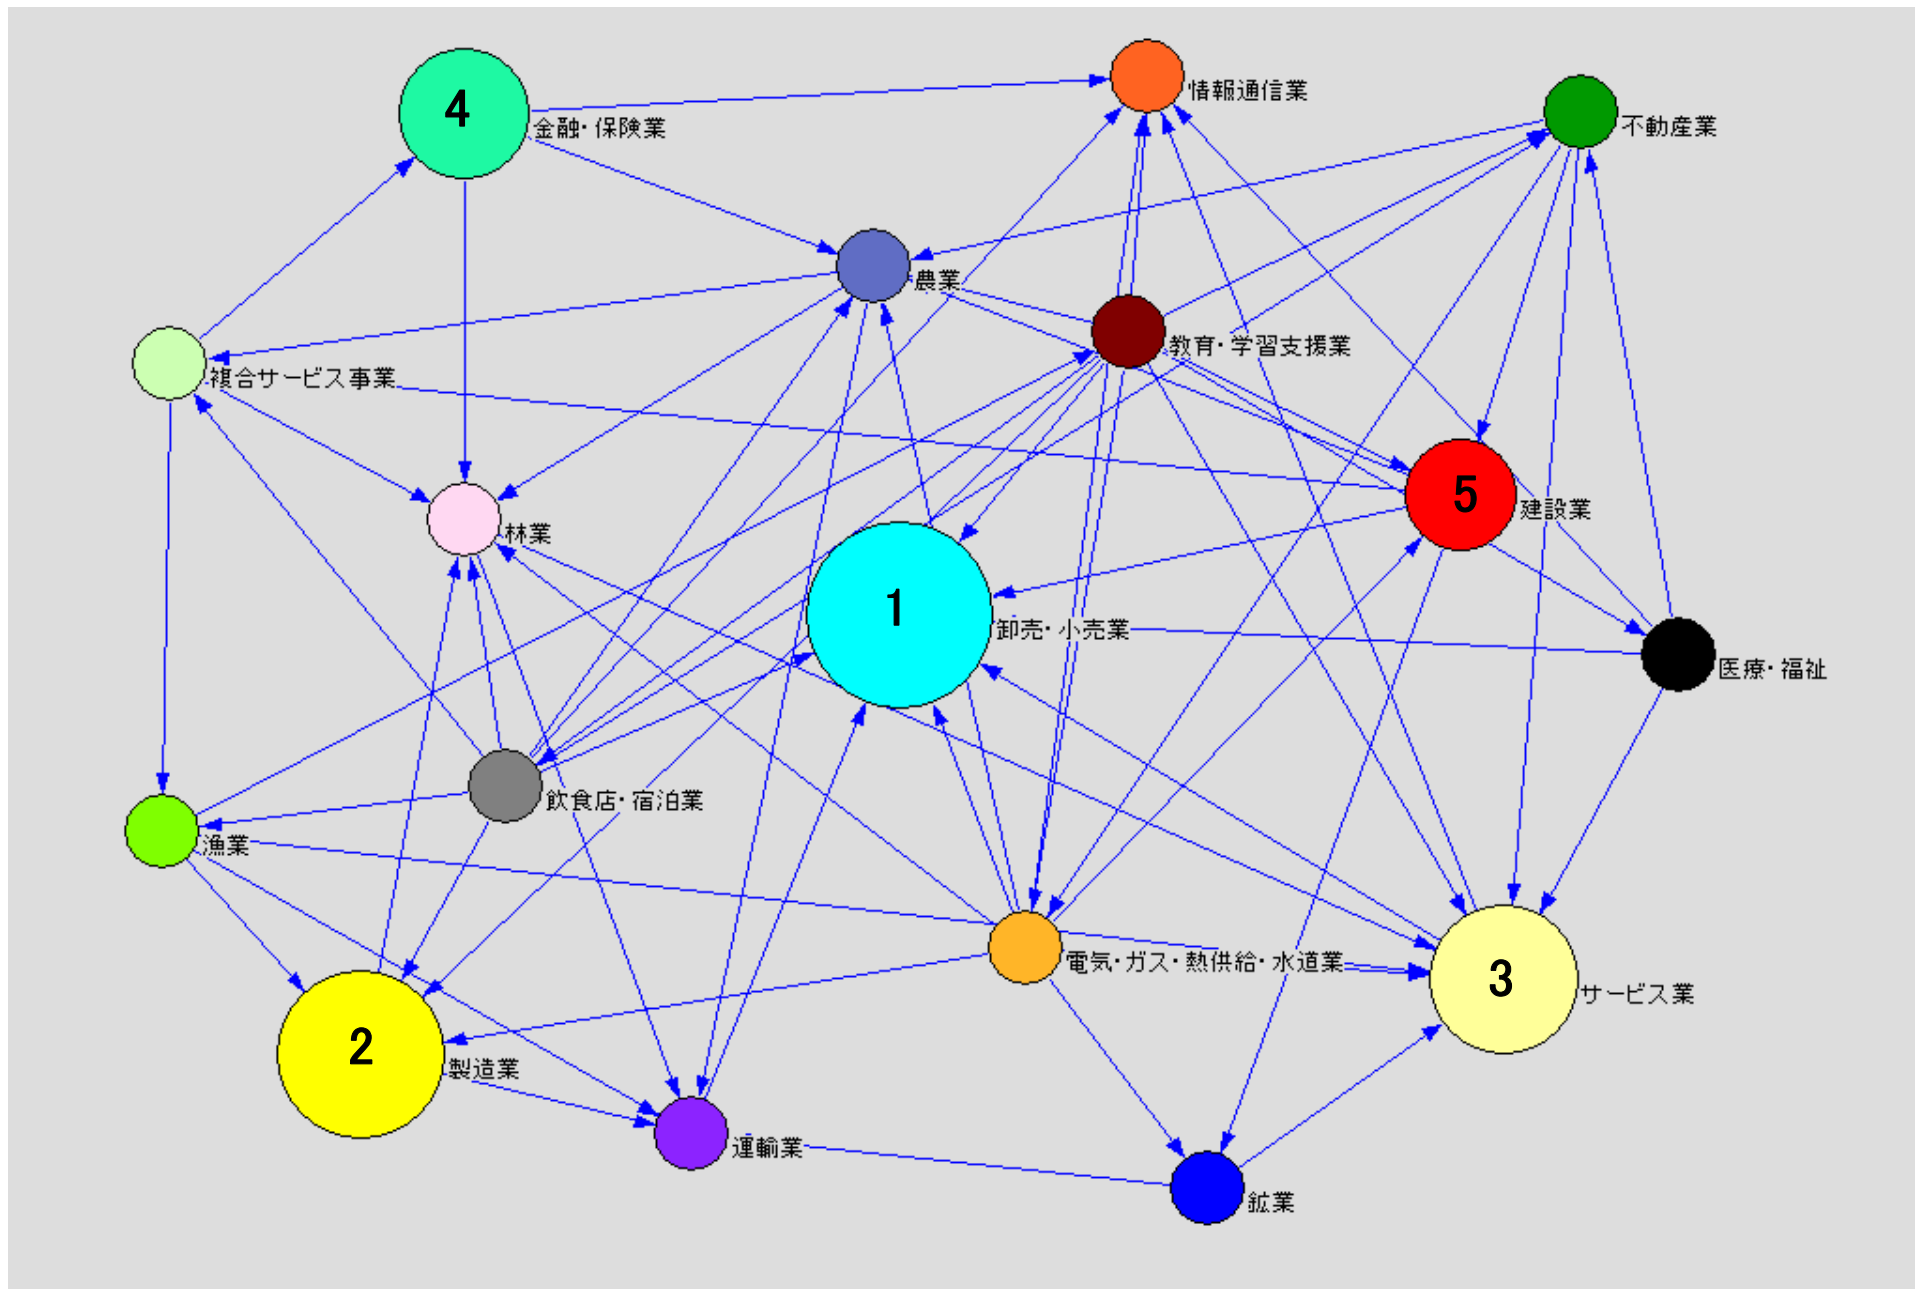 4
金融・保険業
情報通信業
不動産業
農業
教育・学習支援業
複合サービス事業
林業
5
建設業
1
卸売・小売業
医療・福祉
飲食店・宿泊業
漁業
電気・ガス・熱供給・水道業
3
サービス業
2
製造業
運輸業
鉱業